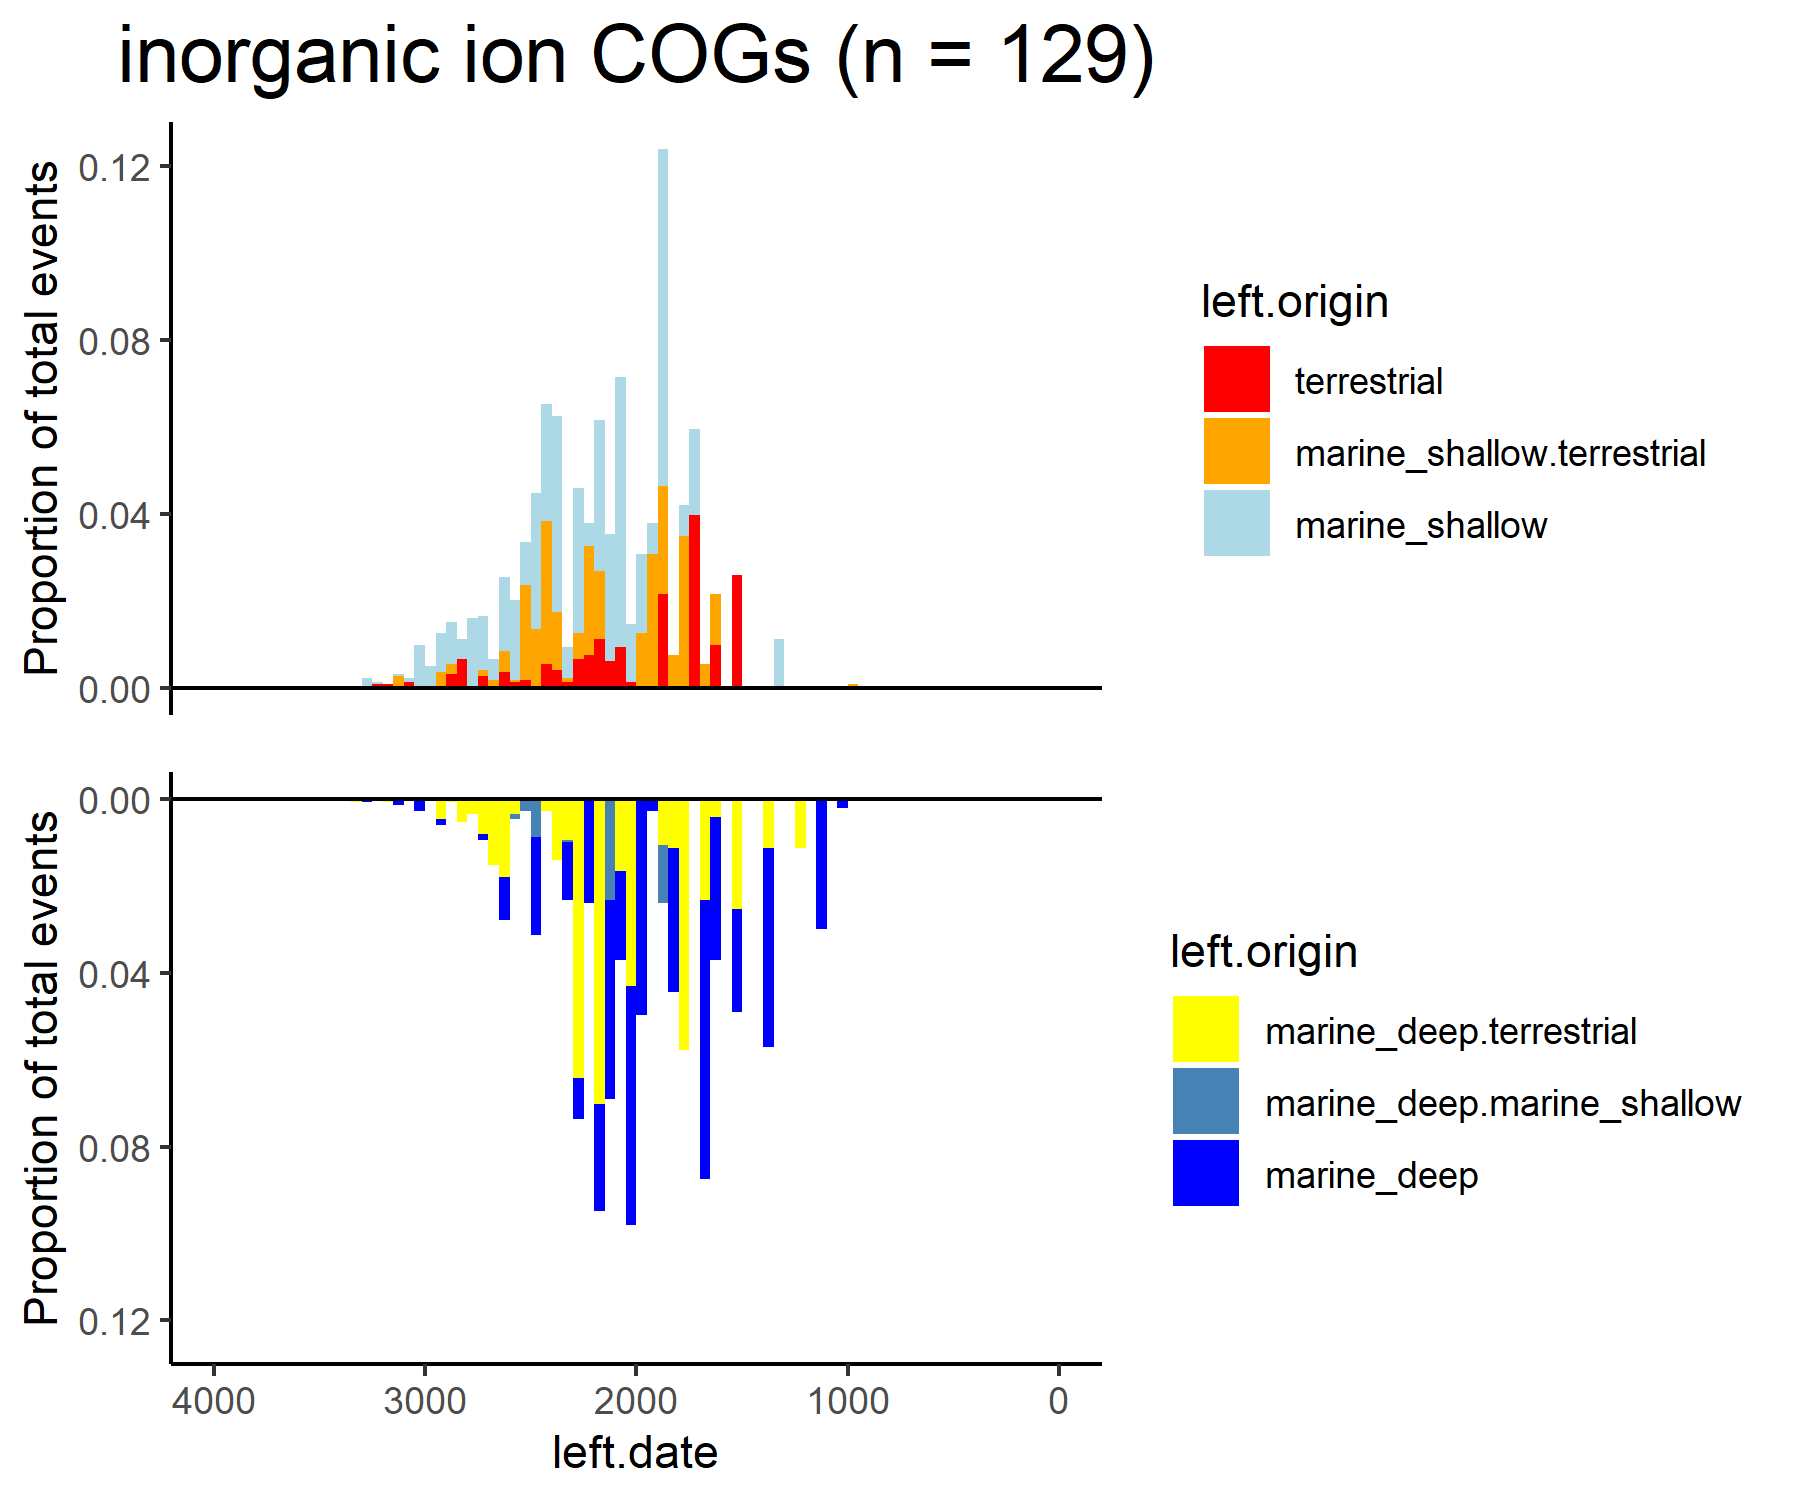 inorganic ion COGs (n = 129)
Proportion of total events
0.12
0.08
0.04
0.00
left.origin
terrestrial
marine_shallow.terrestrial
marine_shallow
Proportion of total events
0.00
0.04
0.08
0.12
left.origin
marine_deep.terrestrial
marine_deep.marine_shallow
marine_deep
4000 3000 2000 1000 0
left.date